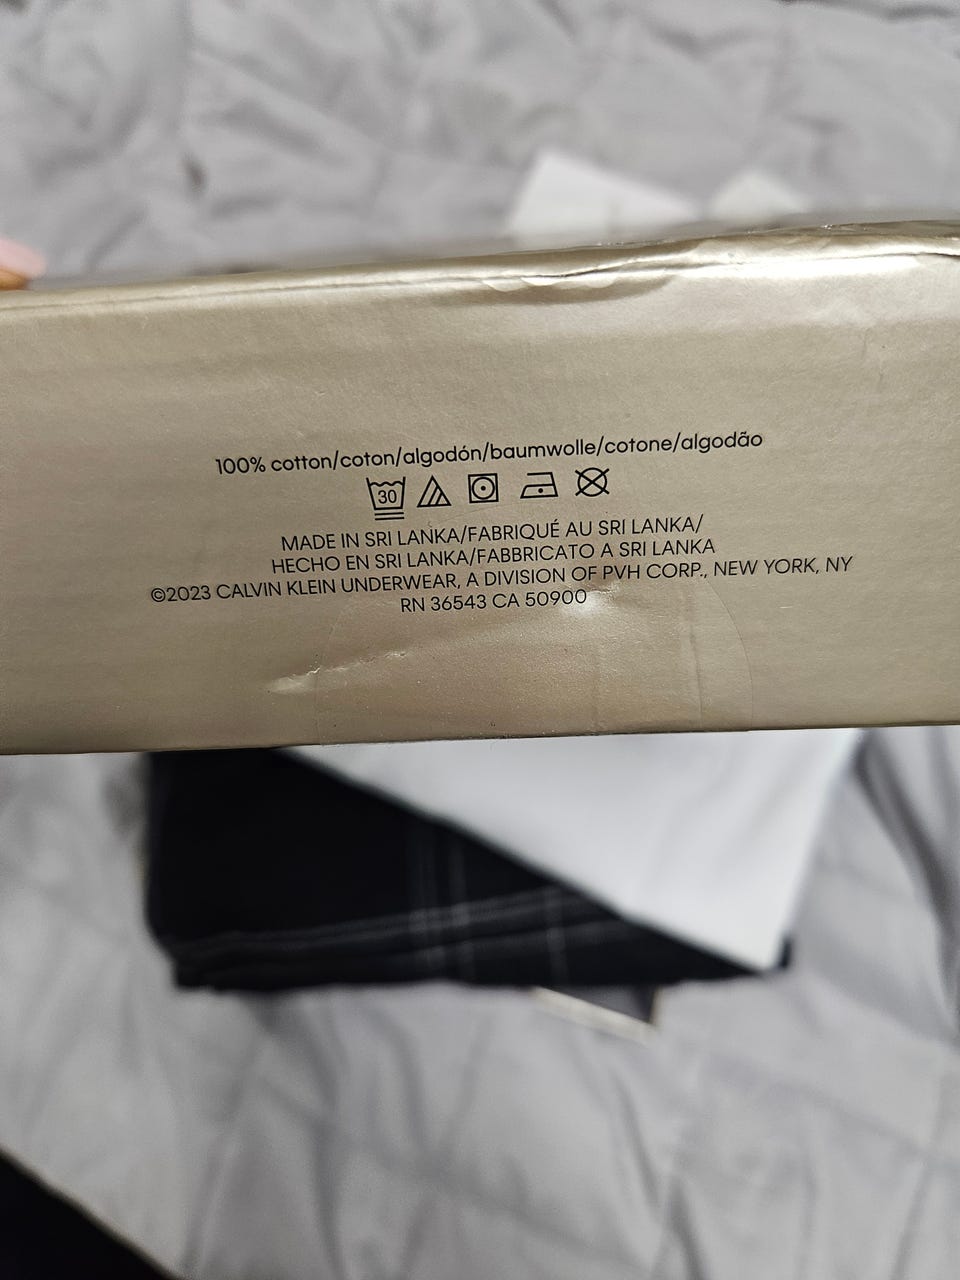 100% cotton/coton/algodón/baumwolle/cotone/algodão
30
MADE IN SRI LANKA/FABRIQUÉ AU SRI LANKA/
HECHO EN SRI LANKA/FABBRICATO A SRI LANKA
©2023 CALVIN KLEIN UNDERWEAR, A DIVISION OF PVH CORP., NEW YORK, NY
RN 36543 CA 50900